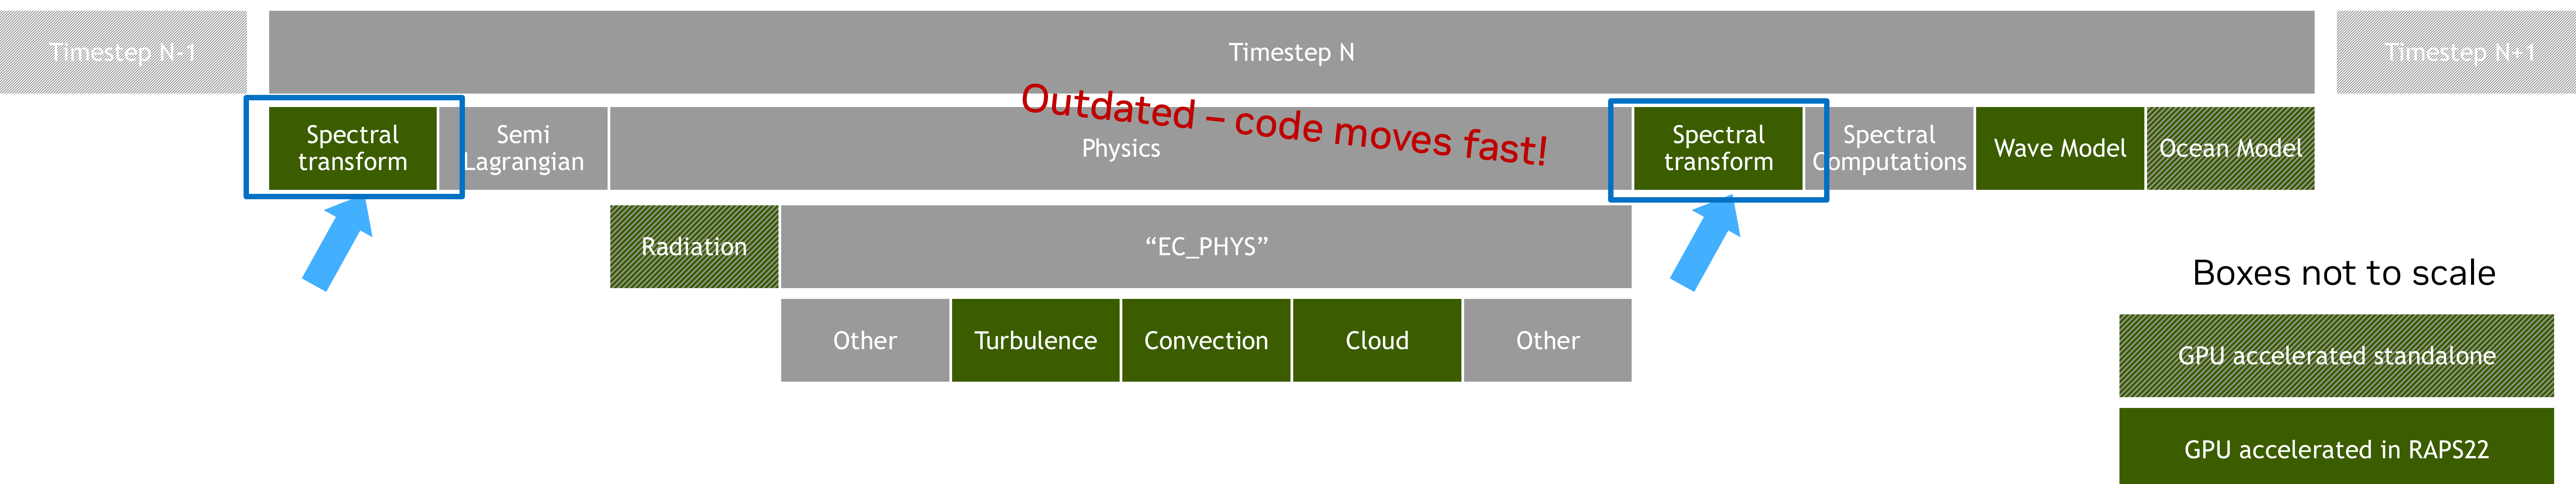 Timestep N-1
Timestep N
Timestep N+1
Outdated – code moves fast!
Spectral
transform
Semi
Lagrangian
Physics
Spectral
transform
Spectral
Computations
Wave Model
Ocean Model
Radiation
“EC_PHYS”
Other
Turbulence
Convection
Cloud
Other
Boxes not to scale
GPU accelerated standalone
GPU accelerated in RAPS22